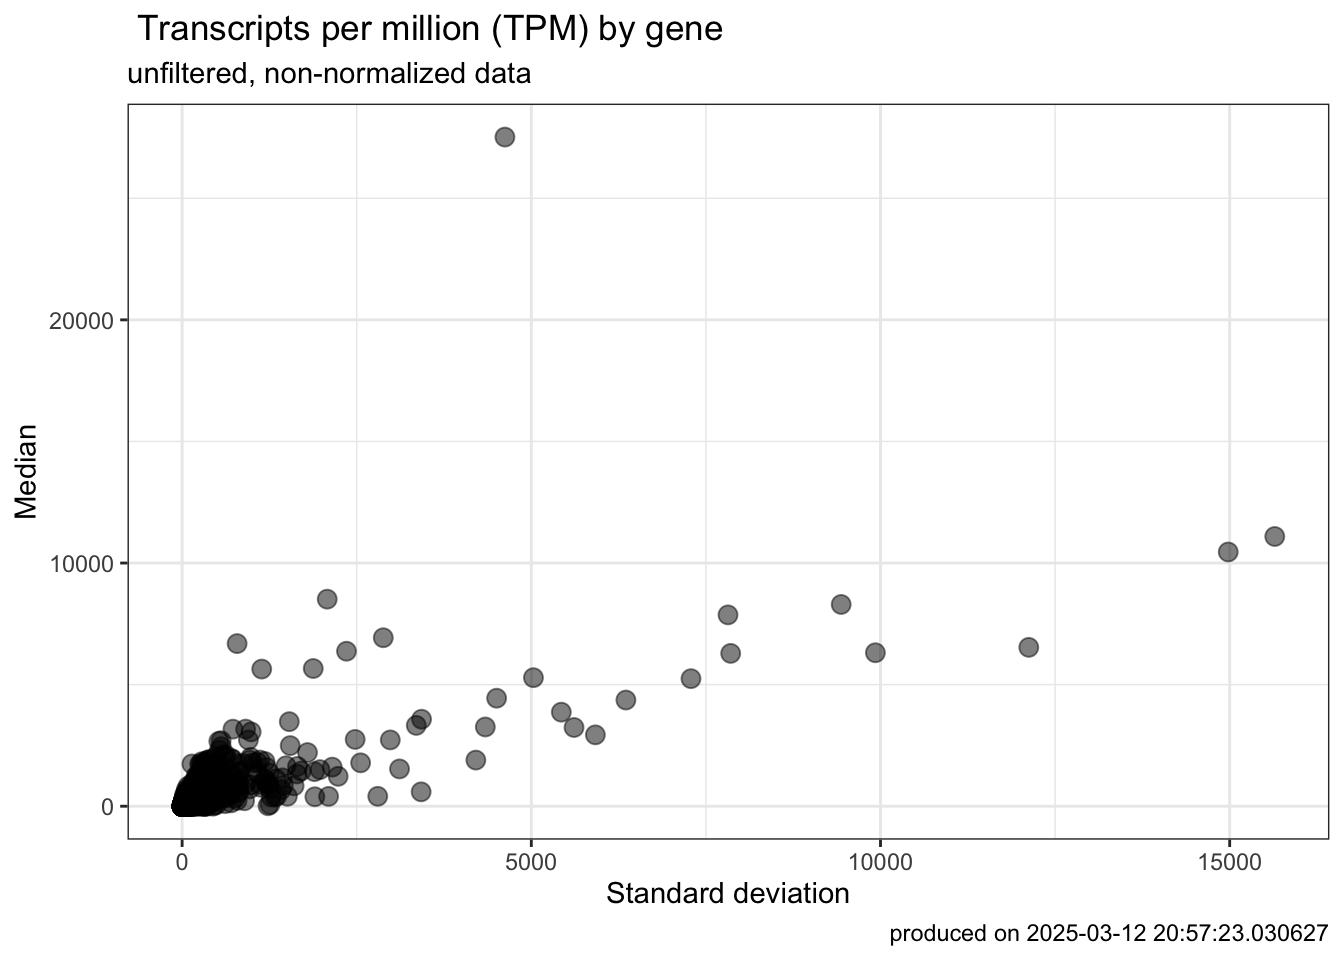 Transcripts per million (TPM) by gene
unfiltered, non-normalized data
Median
20000
10000
0
0 5000 10000 15000
Standard deviation
produced on 2025-03-12 20:57:23.030627